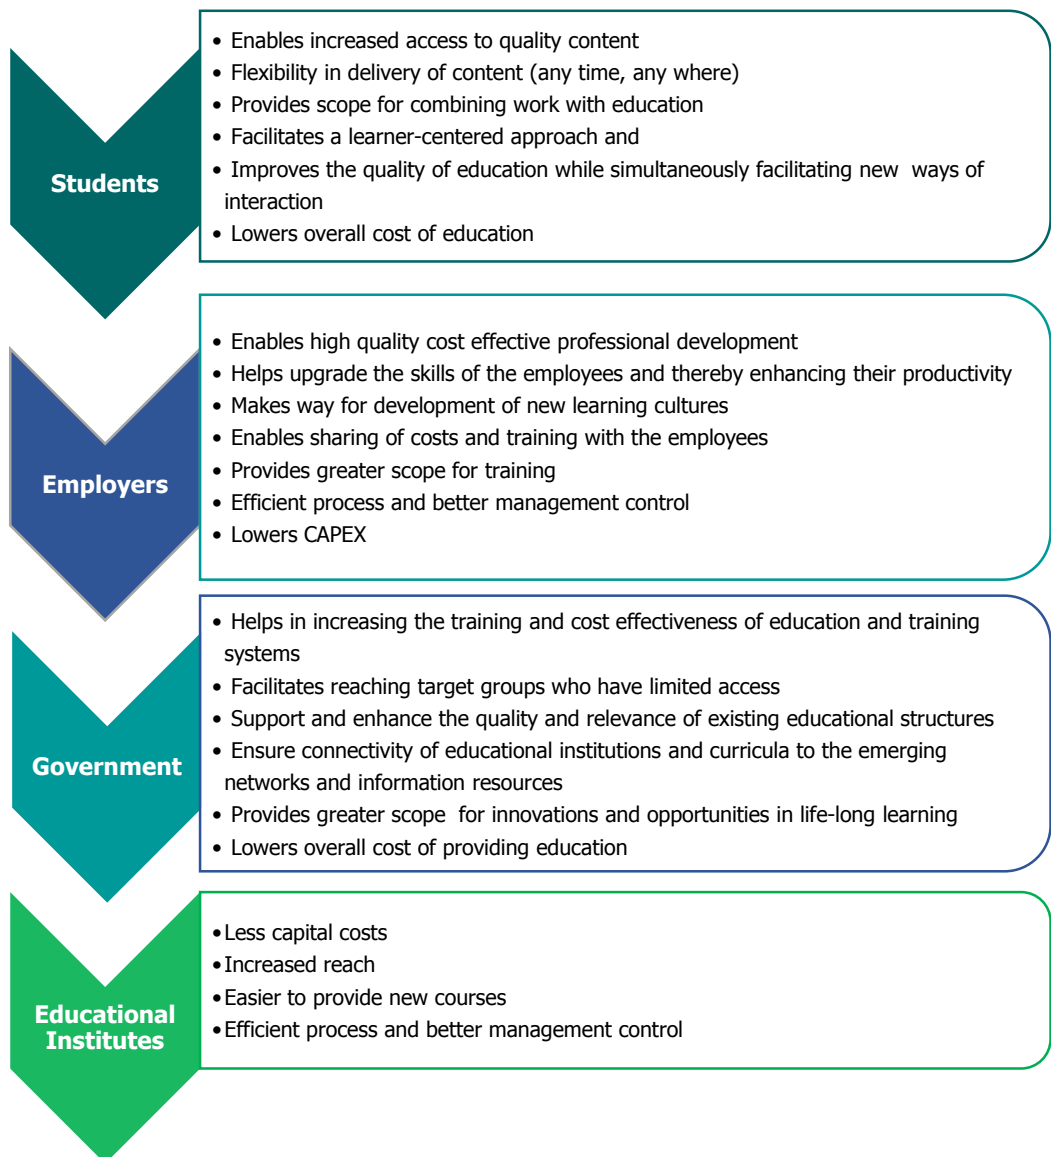 Students
• Enables increased access to quality content
• Flexibility in delivery of content (any time, any where)
• Provides scope for combining work with education
• Facilitates a learner-centered approach and
• Improves the quality of education while simultaneously facilitating new  ways of
interaction
• Lowers overall cost of education
Employers
• Enables high quality cost effective professional development
• Helps upgrade the skills of the employees and thereby enhancing their productivity
• Makes way for development of new learning cultures
• Enables sharing of costs and training with the employees
• Provides greater scope for training
• Efficient process and better management control
• Lowers CAPEX
Government
• Helps in increasing the training and cost effectiveness of education and training
systems
• Facilitates reaching target groups who have limited access
• Support and enhance the quality and relevance of existing educational structures
• Ensure connectivity of educational institutions and curricula to the emerging
networks and information resources
• Provides greater scope  for innovations and opportunities in life-long learning
• Lowers overall cost of providing education
Educational
Institutes
• Less capital costs
• Increased reach
• Easier to provide new courses
• Efficient process and better management control